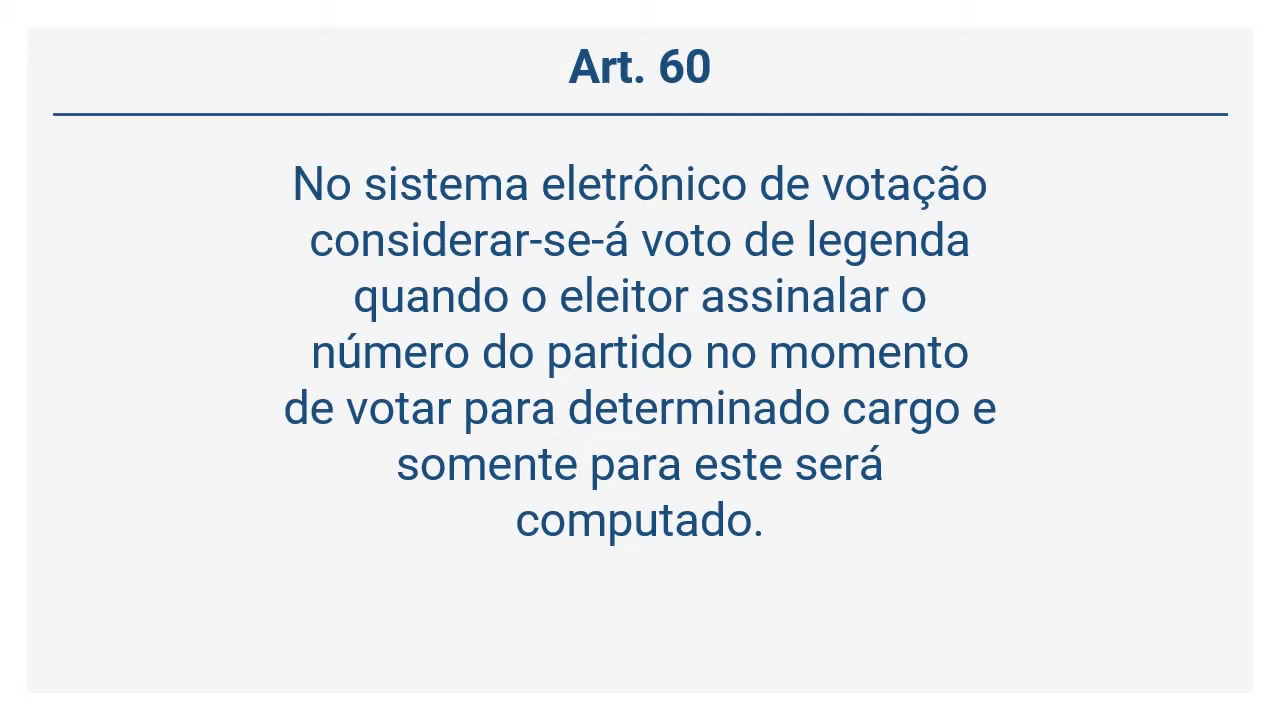 Art. 60
No sistema eletrônico de votação
considerar-se-á voto de legenda
quando o eleitor assinalar o
número do partido no momento
de votar para determinado cargo e
somente para este será
computado.